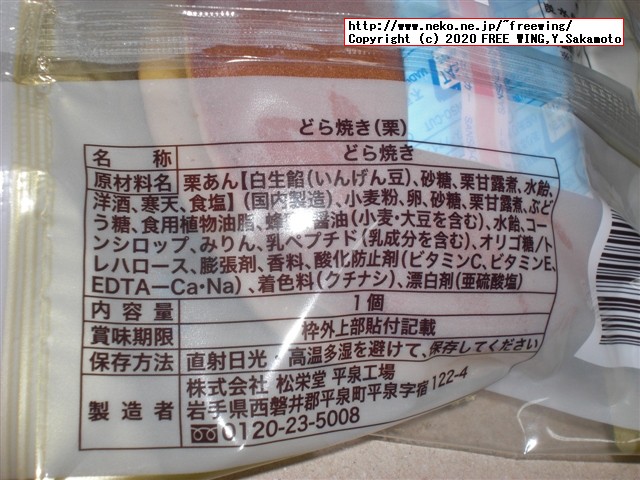 http://www.neko.ne.jp/~freewing/
Copyright (c) 2020 FREE WING,Y.Sakamoto
どら焼き(栗)
名称 どら焼き
原材料名 栗あん【白生餡(いんげん豆)、砂糖、栗甘露煮、水飴、
洋酒、寒天、食塩】(国内製造)、小麦粉、卵、砂糖、栗甘露煮、ぶど
う糖、食用植物油脂、蜂蜜、醤油(小麦・大豆を含む)、水飴、コー
ンシロップ、みりん、乳ペプチド(乳成分を含む)、オリゴ糖/ト
レハロース、膨張剤、香料、酸化防止剤(ビタミンC、ビタミンE、
EDTA-Ca・Na)、着色料(クチナシ)、漂白剤(亜硫酸塩)
内容量 1個
賞味期限 枠外上部貼付記載
保存方法 直射日光・高温多湿を避けて、保存してください
製造者 株式会社 松栄堂 平泉工場
岩手県西磐井郡平泉町平泉字宿122-4
0120-23-5008